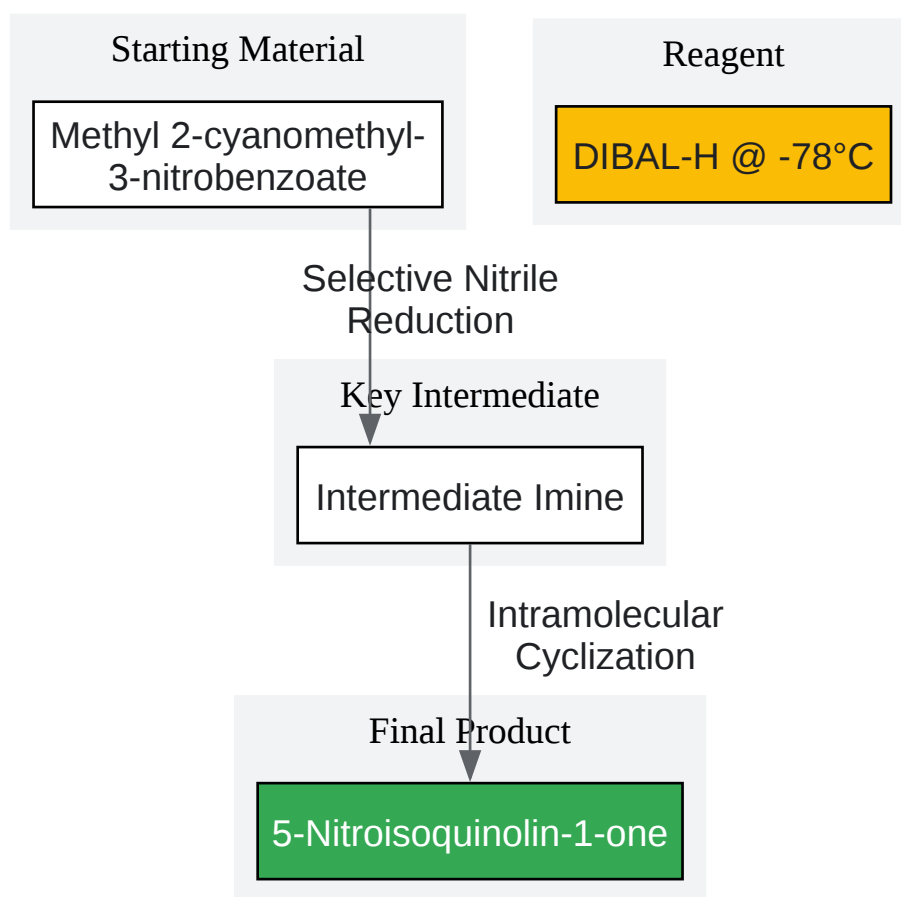 Starting Material
Methyl 2-cyanomethyl-
3-nitrobenzoate
Reagent
DIBAL-H @ -78°C
Selective Nitrile
Reduction
Key Intermediate
Intermediate Imine
Intramolecular
Cyclization
Final Product
5-Nitroisoquinolin-1-one